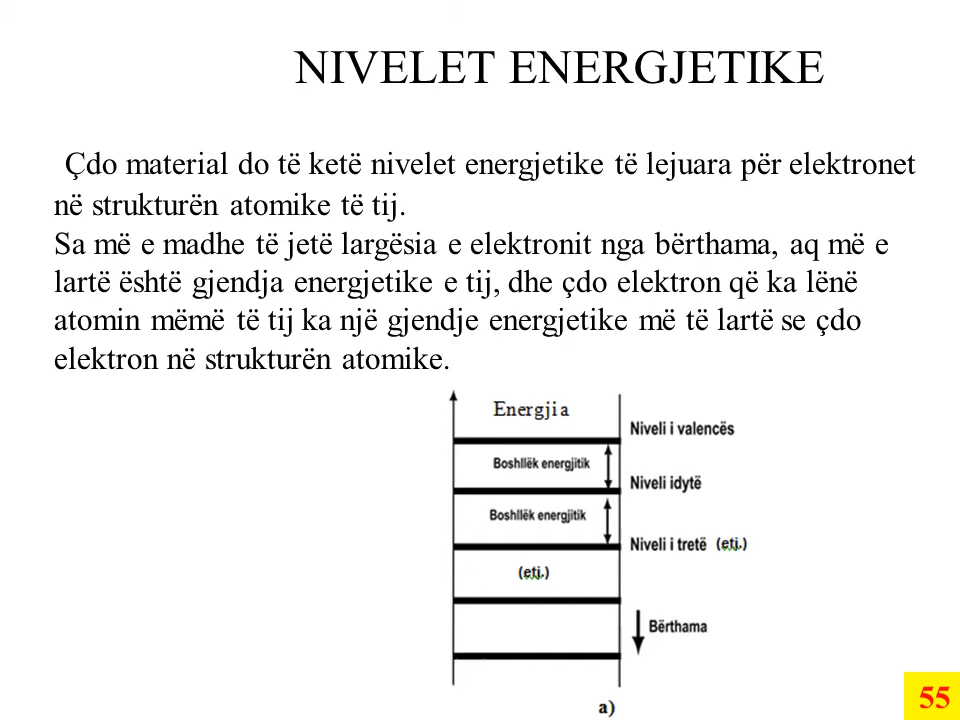 NIVELET ENERGJETIKE
Çdo material do të ketë nivelet energjetike të lejuara për elektronet
në strukturën atomike të tij.
Sa më e madhe të jetë largësia e elektronit nga bërthama, aq më e
lartë është gjendja energjetike e tij, dhe çdo elektron që ka lënë
atomin mëmë të tij ka një gjendje energjetike më të lartë se çdo
elektron në strukturën atomike.
Energjia
Niveli i valencës
Boshllëk energjitik
Niveli idytë
Boshllëk energjitik
Niveli i tretë (etj.)
(etj.)
Bërthama
a)
55